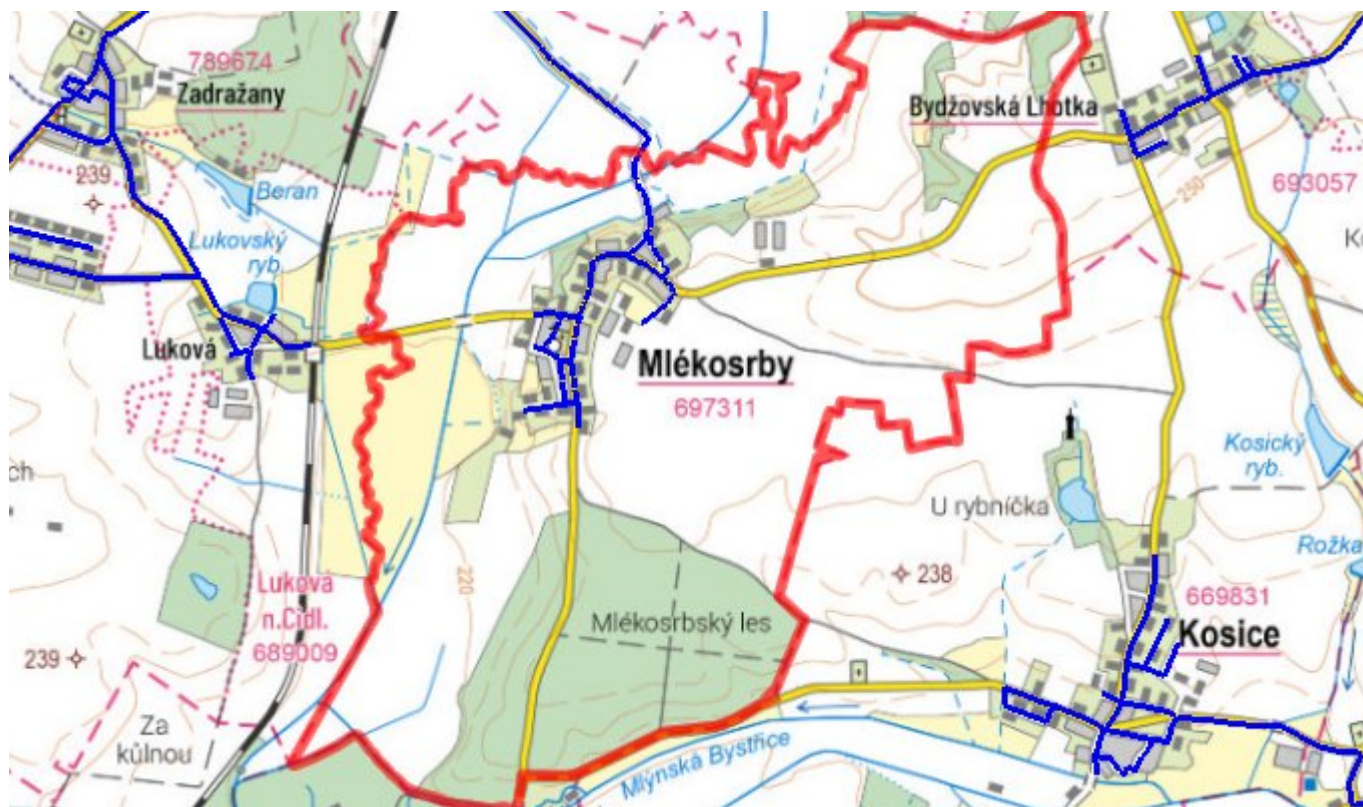 789674
Zadražany
Bydžovská Lhotka
239
Beran
693057
250
Lukovský
ryb.
Luková
Mlékosrby
697311
Kosický
ryb.
ch
U rybníčka
Rožka
220
238
Luková
n.Cidl.
689009
669831
Mlékosrbský les
Kosice
239
Za
kůlnou
Mlýnská Bystřice